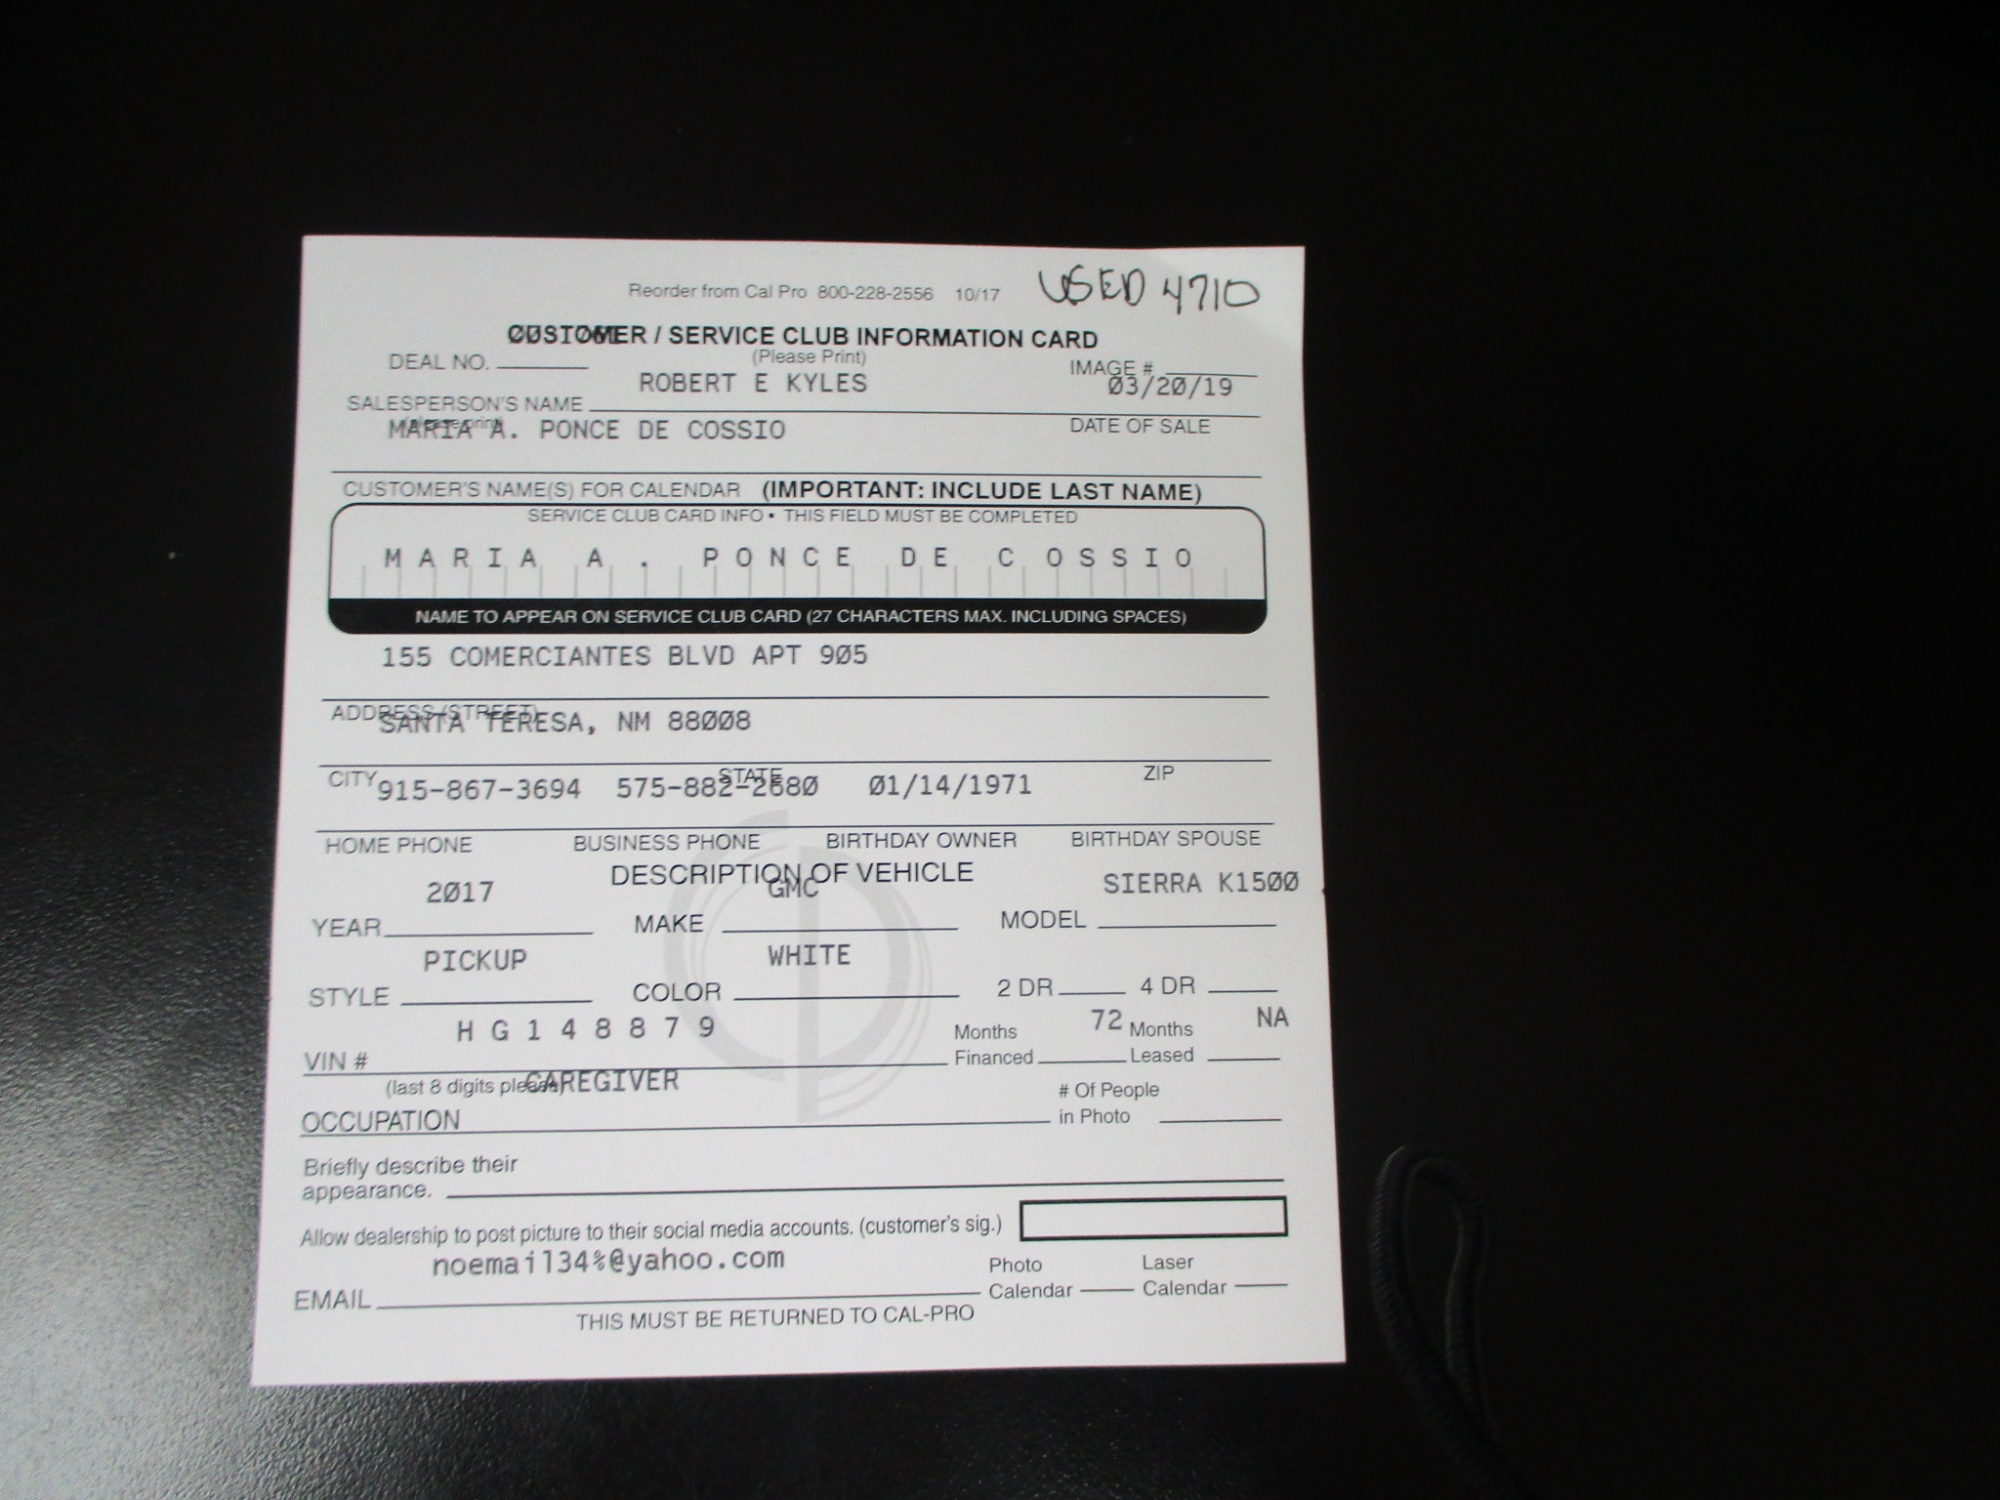 Reorder from Cal Pro 800-228-2556 10/17 USED 4710
CUSTOMER / SERVICE CLUB INFORMATION CARD
(Please Print)
DEAL NO. IMAGE #
ROBERT E KYLES 03/20/19
SALESPERSON'S NAME
(please print)
MARIA A. PONCE DE COSSIO DATE OF SALE
CUSTOMER'S NAME(S) FOR CALENDAR (IMPORTANT: INCLUDE LAST NAME)
SERVICE CLUB CARD INFO • THIS FIELD MUST BE COMPLETED
MARIA A. PONCE DE COSSIO
NAME TO APPEAR ON SERVICE CLUB CARD (27 CHARACTERS MAX. INCLUDING SPACES)
155 COMERCIANTES BLVD APT 905
ADDRESS (STREET)
SANTA TERESA, NM 88008
CITY STATE ZIP
915-867-3694 575-882-2680 01/14/1971
HOME PHONE BUSINESS PHONE BIRTHDAY OWNER BIRTHDAY SPOUSE
DESCRIPTION OF VEHICLE
2017 GMC SIERRA K1500
YEAR MAKE MODEL
PICKUP WHITE
STYLE COLOR 2 DR 4 DR
HG148879 Months 72 Months NA
VIN # Financed Leased
(last 8 digits please) CAREGIVER # Of People
OCCUPATION in Photo
Briefly describe their
appearance.
Allow dealership to post picture to their social media accounts. (customer's sig.)
noemail34%@yahoo.com Photo Laser
EMAIL Calendar Calendar
THIS MUST BE RETURNED TO CAL-PRO